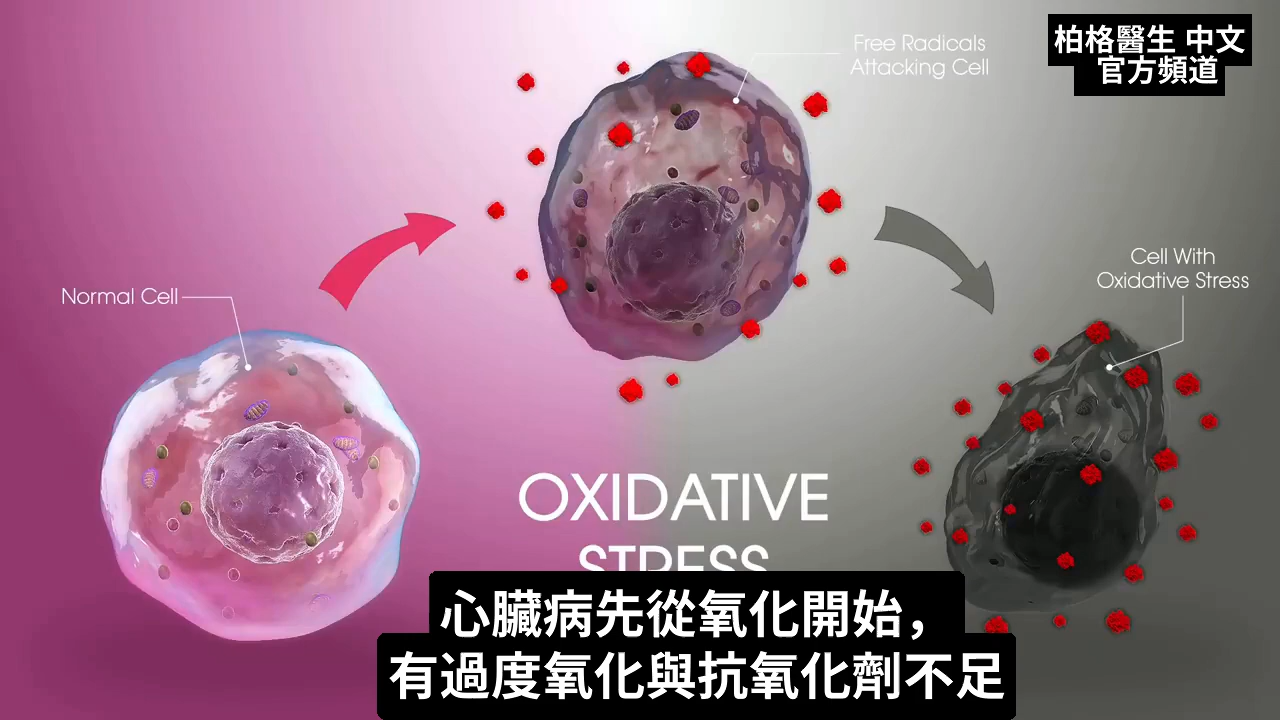 柏格醫生 中文
官方頻道
Free Radicals
Attacking Cell
Normal Cell
Cell With
Oxidative Stress
OXIDATIVE
STRESS
心臟病先從氧化開始，
有過度氧化與抗氧化劑不足